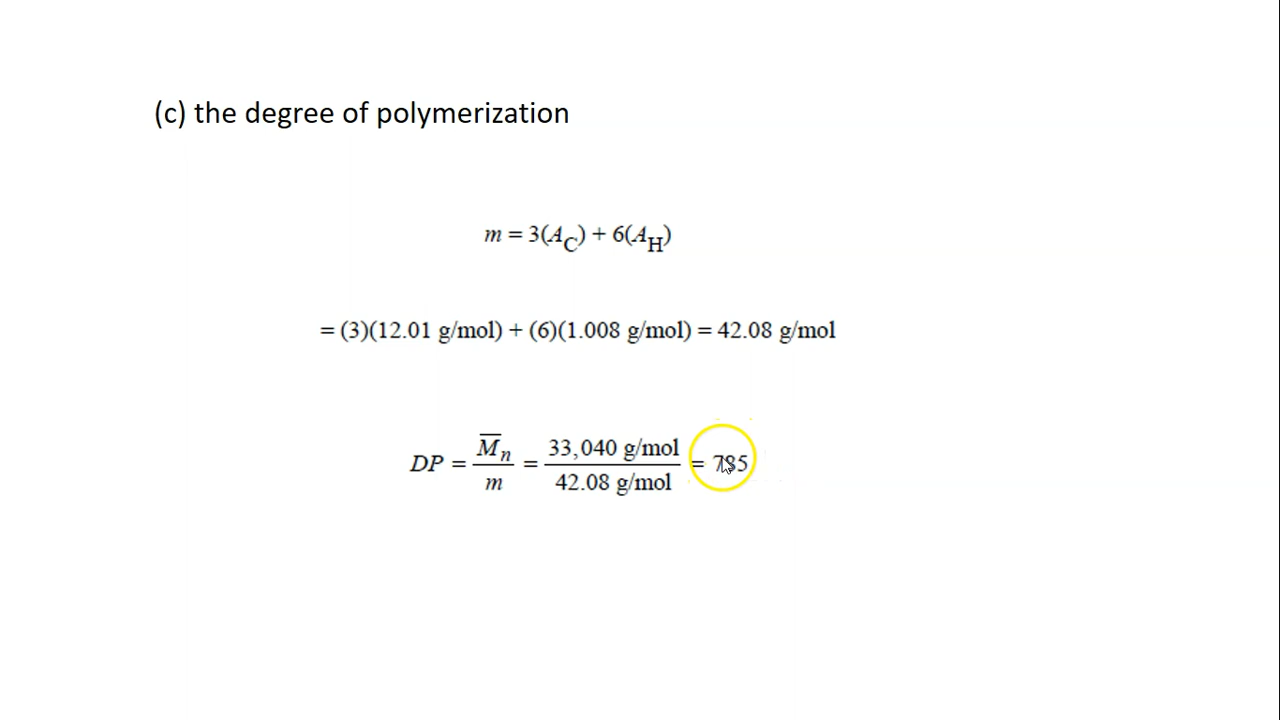 (c) the degree of polymerization
m = 3(A_C) + 6(A_H)
= (3)(12.01 g/mol) + (6)(1.008 g/mol) = 42.08 g/mol
DP = M̅_n / m = 33,040 g/mol / 42.08 g/mol = 785